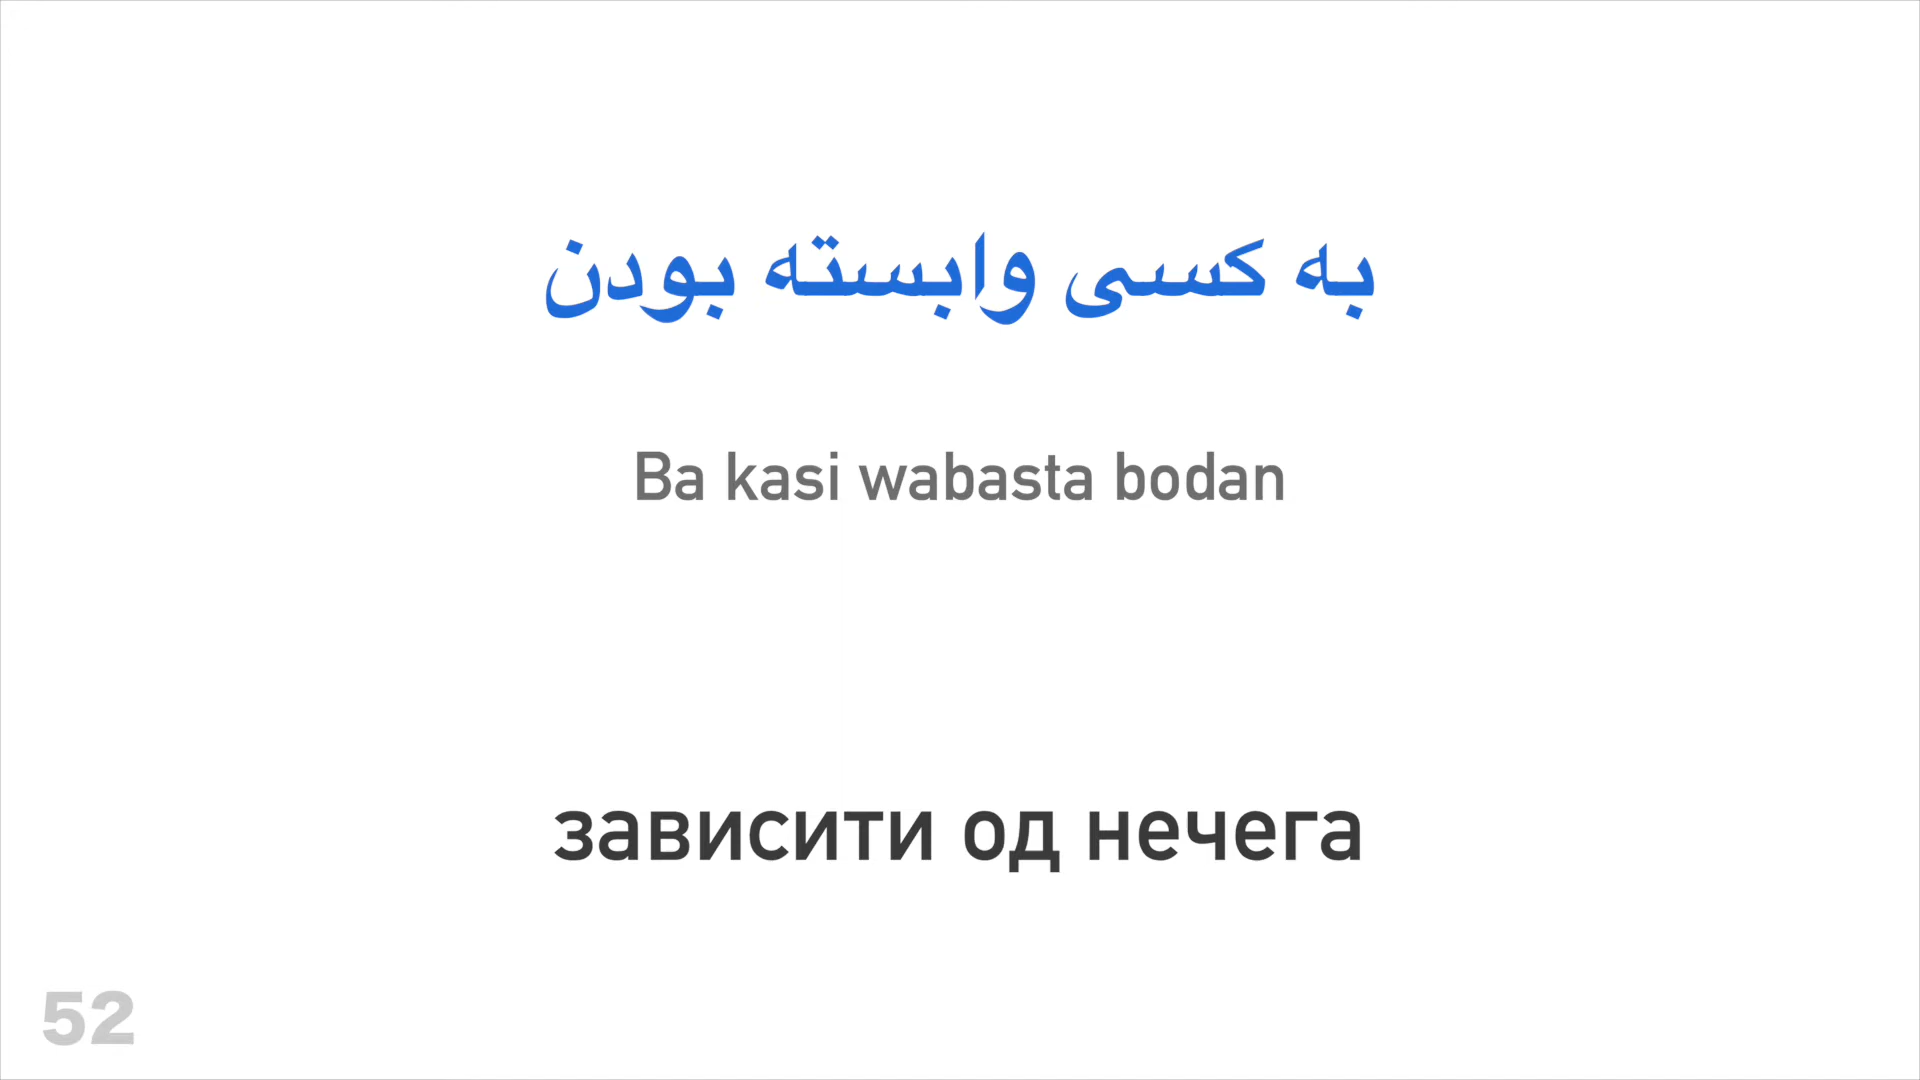 به کسی وابسته بودن
Ba kasi wabasta bodan
зависити од нечега
52